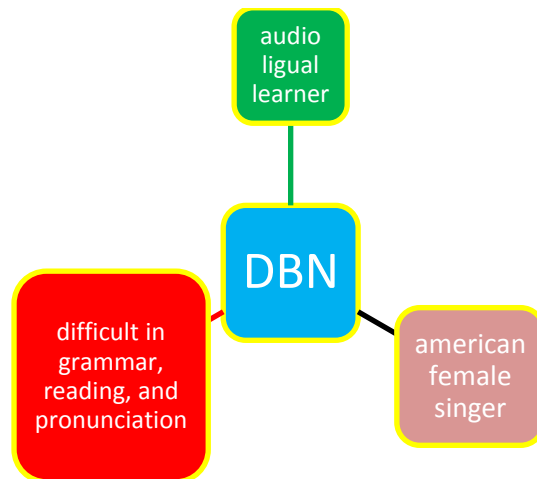 audio
ligual
learner
DBN
difficult in
grammar,
reading, and
pronunciation
american
female
singer